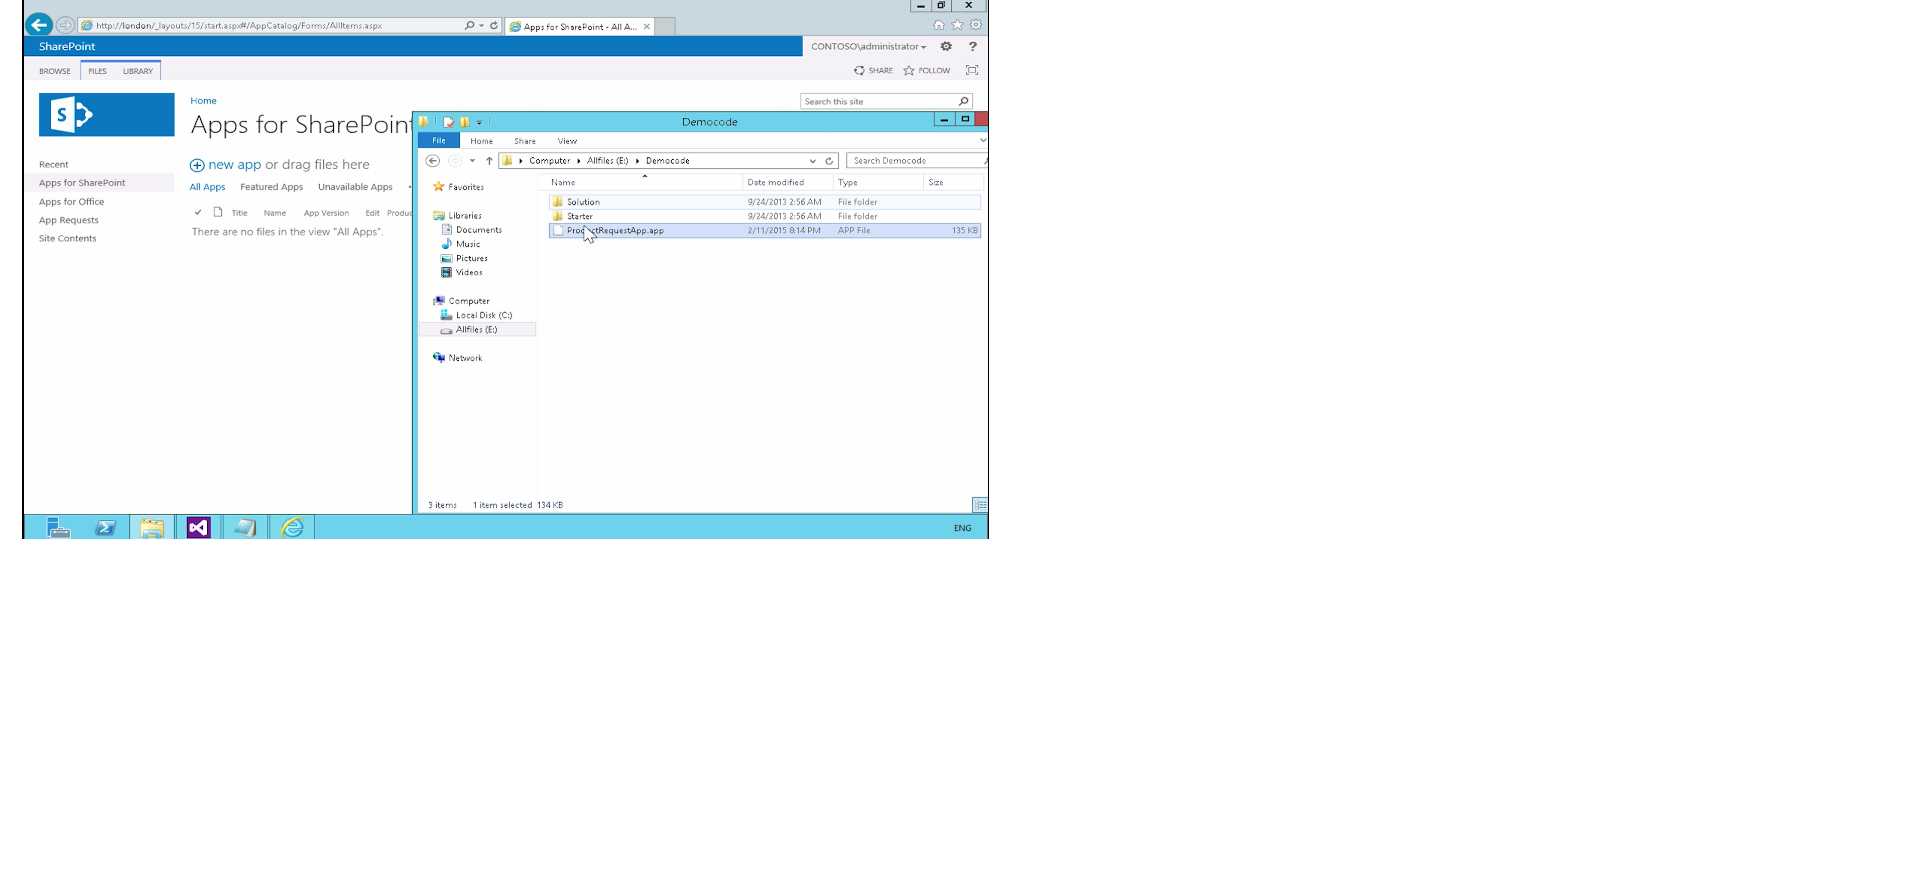 http://london/_layouts/15/start.aspx#/AppCatalog/Forms/AllItems.aspx
Apps for SharePoint - All A...
SharePoint
CONTOSO\administrator
?
BROWSE FILES LIBRARY
SHARE FOLLOW
S
Home
Search this site
Apps for SharePoint
new app or drag files here
All Apps Featured Apps Unavailable Apps
Title Name App Version Edit Produc
There are no files in the view "All Apps".
Recent
Apps for SharePoint
Apps for Office
App Requests
Site Contents
Democode
File Home Share View
Computer Allfiles (E:) Democode
Search Democode
Favorites
Libraries
Documents
Music
Pictures
Videos
Computer
Local Disk (C:)
Allfiles (E:)
Network
Name Date modified Type Size
Solution 9/24/2013 2:56 AM File folder
Starter 9/24/2013 2:56 AM File folder
ProductRequestApp.app 2/11/2015 8:14 PM APP File 135 KB
3 items 1 item selected 134 KB
ENG